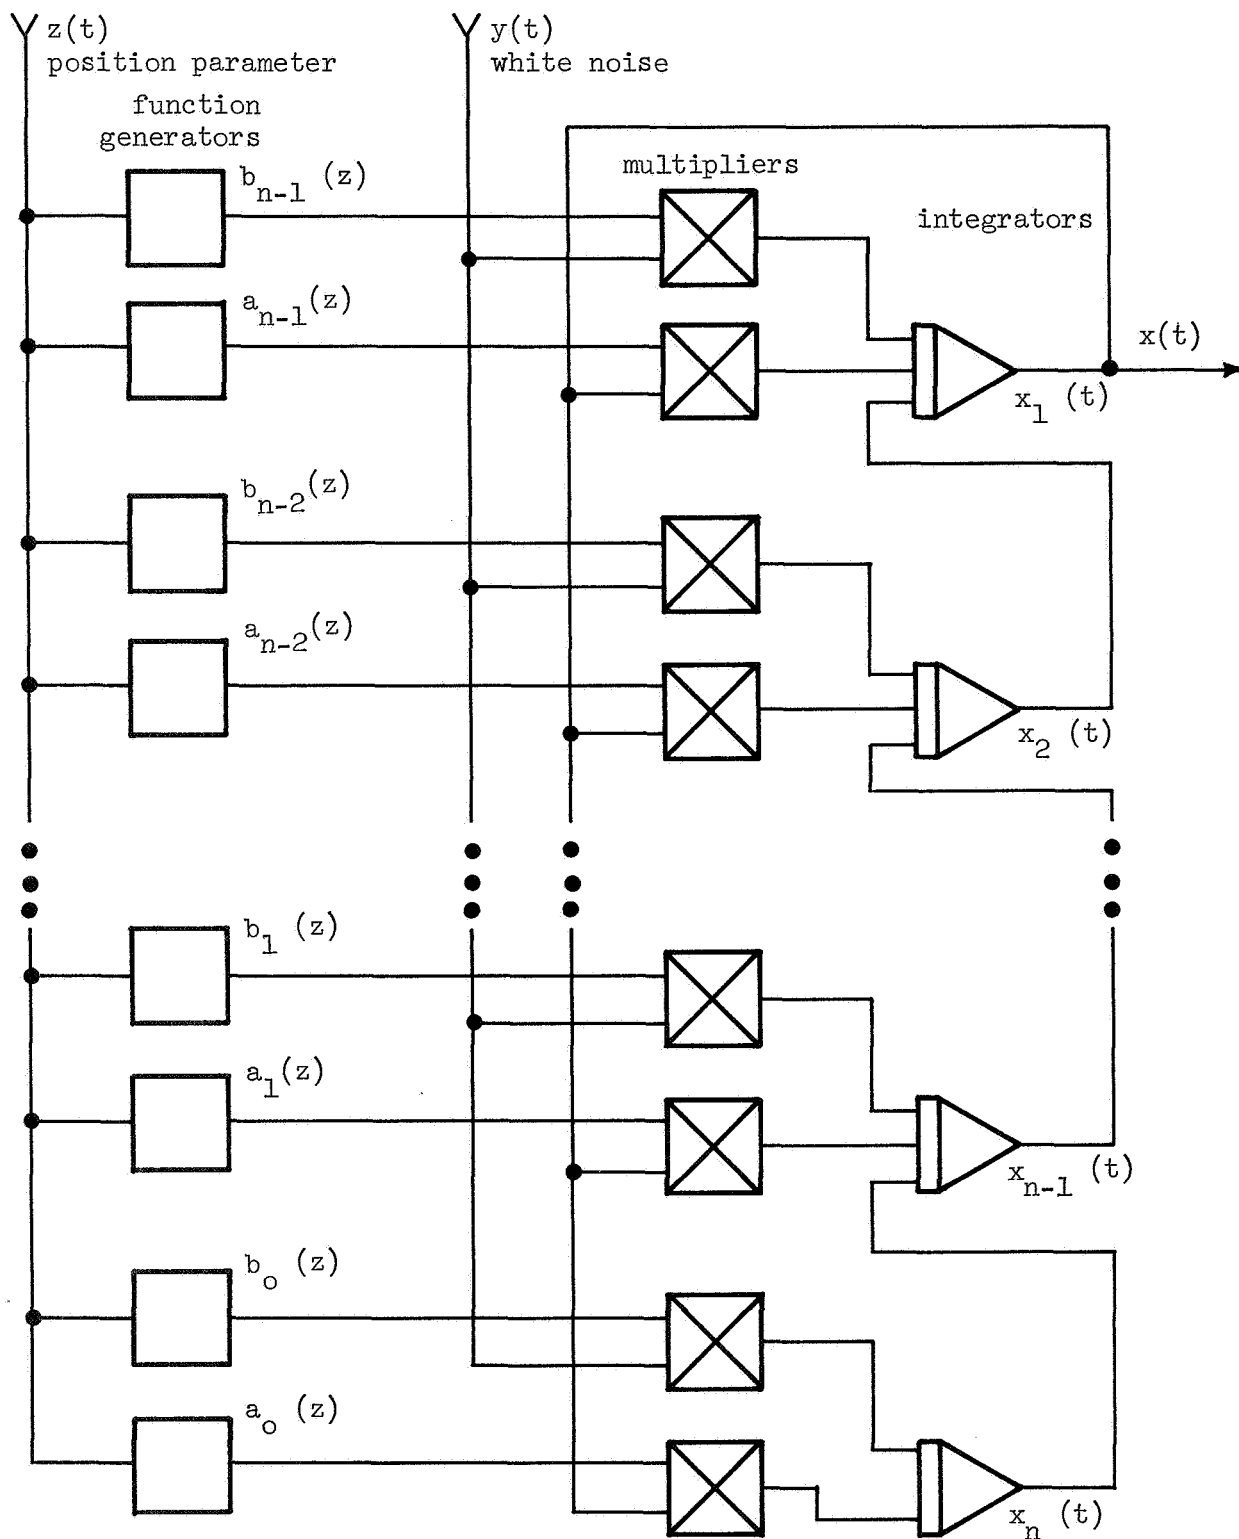 z(t)
position parameter
y(t)
white noise
function
generators
b_{n-1} (z)
multipliers
integrators
a_{n-1}(z)
x(t)
x_1 (t)
b_{n-2}(z)
a_{n-2}(z)
x_2 (t)
b_1 (z)
a_1(z)
x_{n-1} (t)
b_o (z)
a_o (z)
x_n (t)